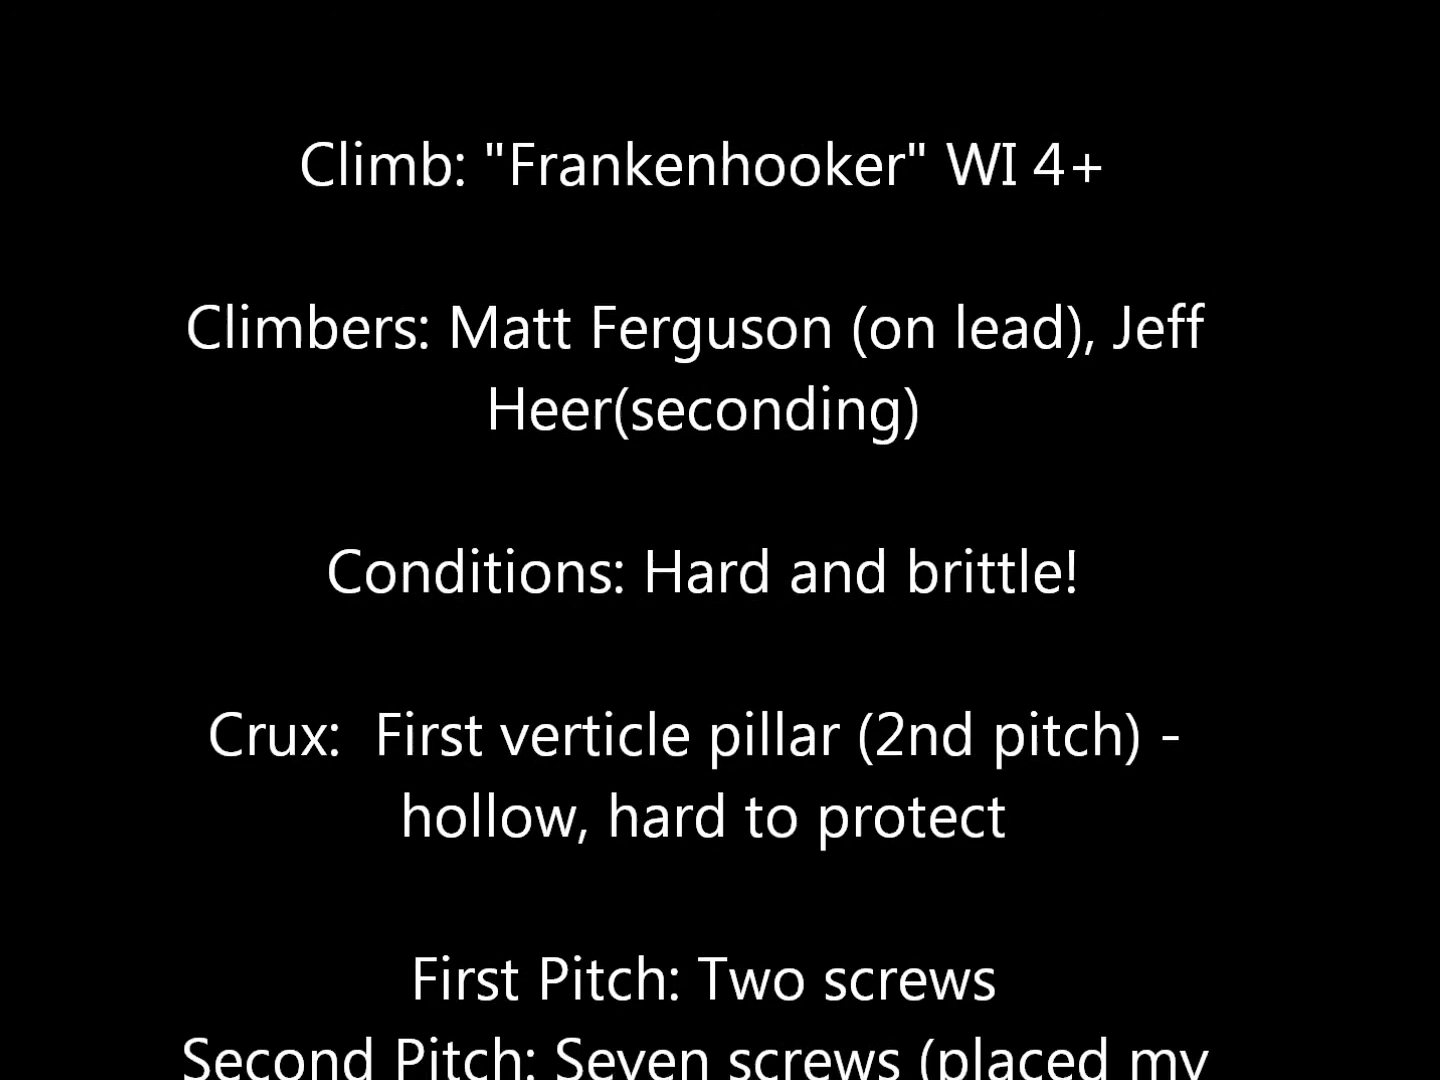 Climb: "Frankenhooker" WI 4+
Climbers: Matt Ferguson (on lead), Jeff
Heer(seconding)
Conditions: Hard and brittle!
Crux:  First verticle pillar (2nd pitch) -
hollow, hard to protect
First Pitch: Two screws
Second Pitch: Seven screws (placed my